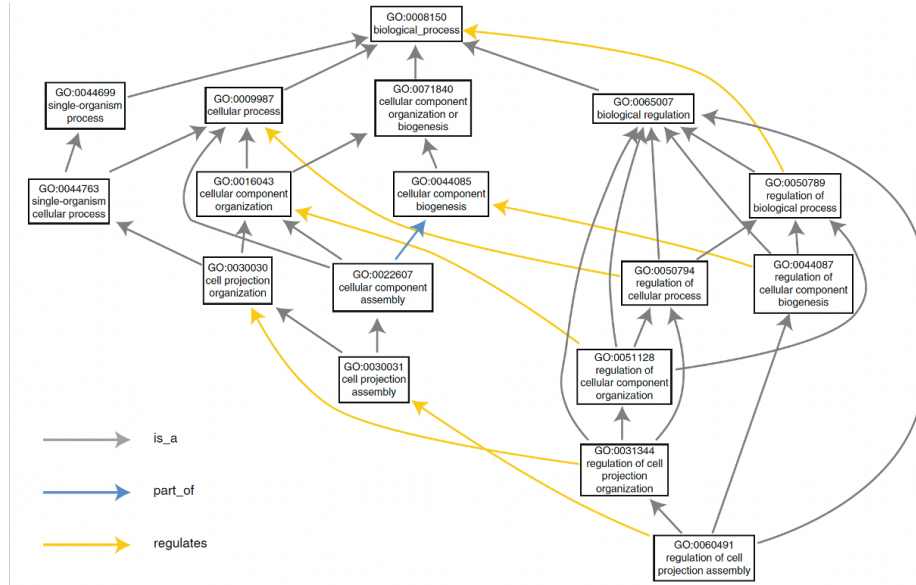 GO:0008150
biological_process
GO:0044699
single-organism
process
GO:0009987
cellular process
GO:0071840
cellular component
organization or
biogenesis
GO:0065007
biological regulation
GO:0044763
single-organism
cellular process
GO:0016043
cellular component
organization
GO:0044085
cellular component
biogenesis
GO:0050789
regulation of
biological process
GO:0030030
cell projection
organization
GO:0022607
cellular component
assembly
GO:0050794
regulation of
cellular process
GO:0044087
regulation of
cellular component
biogenesis
GO:0030031
cell projection
assembly
GO:0051128
regulation of
cellular component
organization
GO:0031344
regulation of cell
projection
organization
GO:0060491
regulation of cell
projection assembly
is_a
part_of
regulates